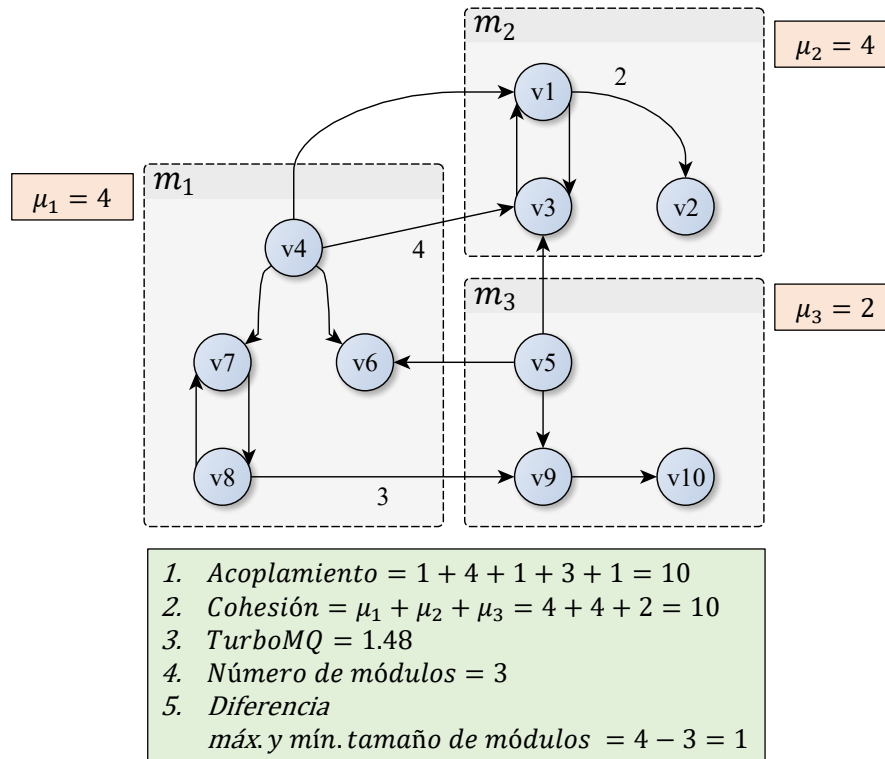 m₂
μ₂ = 4
v1
2
m₁
μ₁ = 4
v3
v2
v4
4
m₃
μ₃ = 2
v7
v6
v5
v8
3
v9
v10
1. Acoplamiento = 1 + 4 + 1 + 3 + 1 = 10
2. Cohesión = μ₁ + μ₂ + μ₃ = 4 + 4 + 2 = 10
3. TurboMQ = 1.48
4. Número de módulos = 3
5. Diferencia
máx. y mín. tamaño de módulos = 4 − 3 = 1